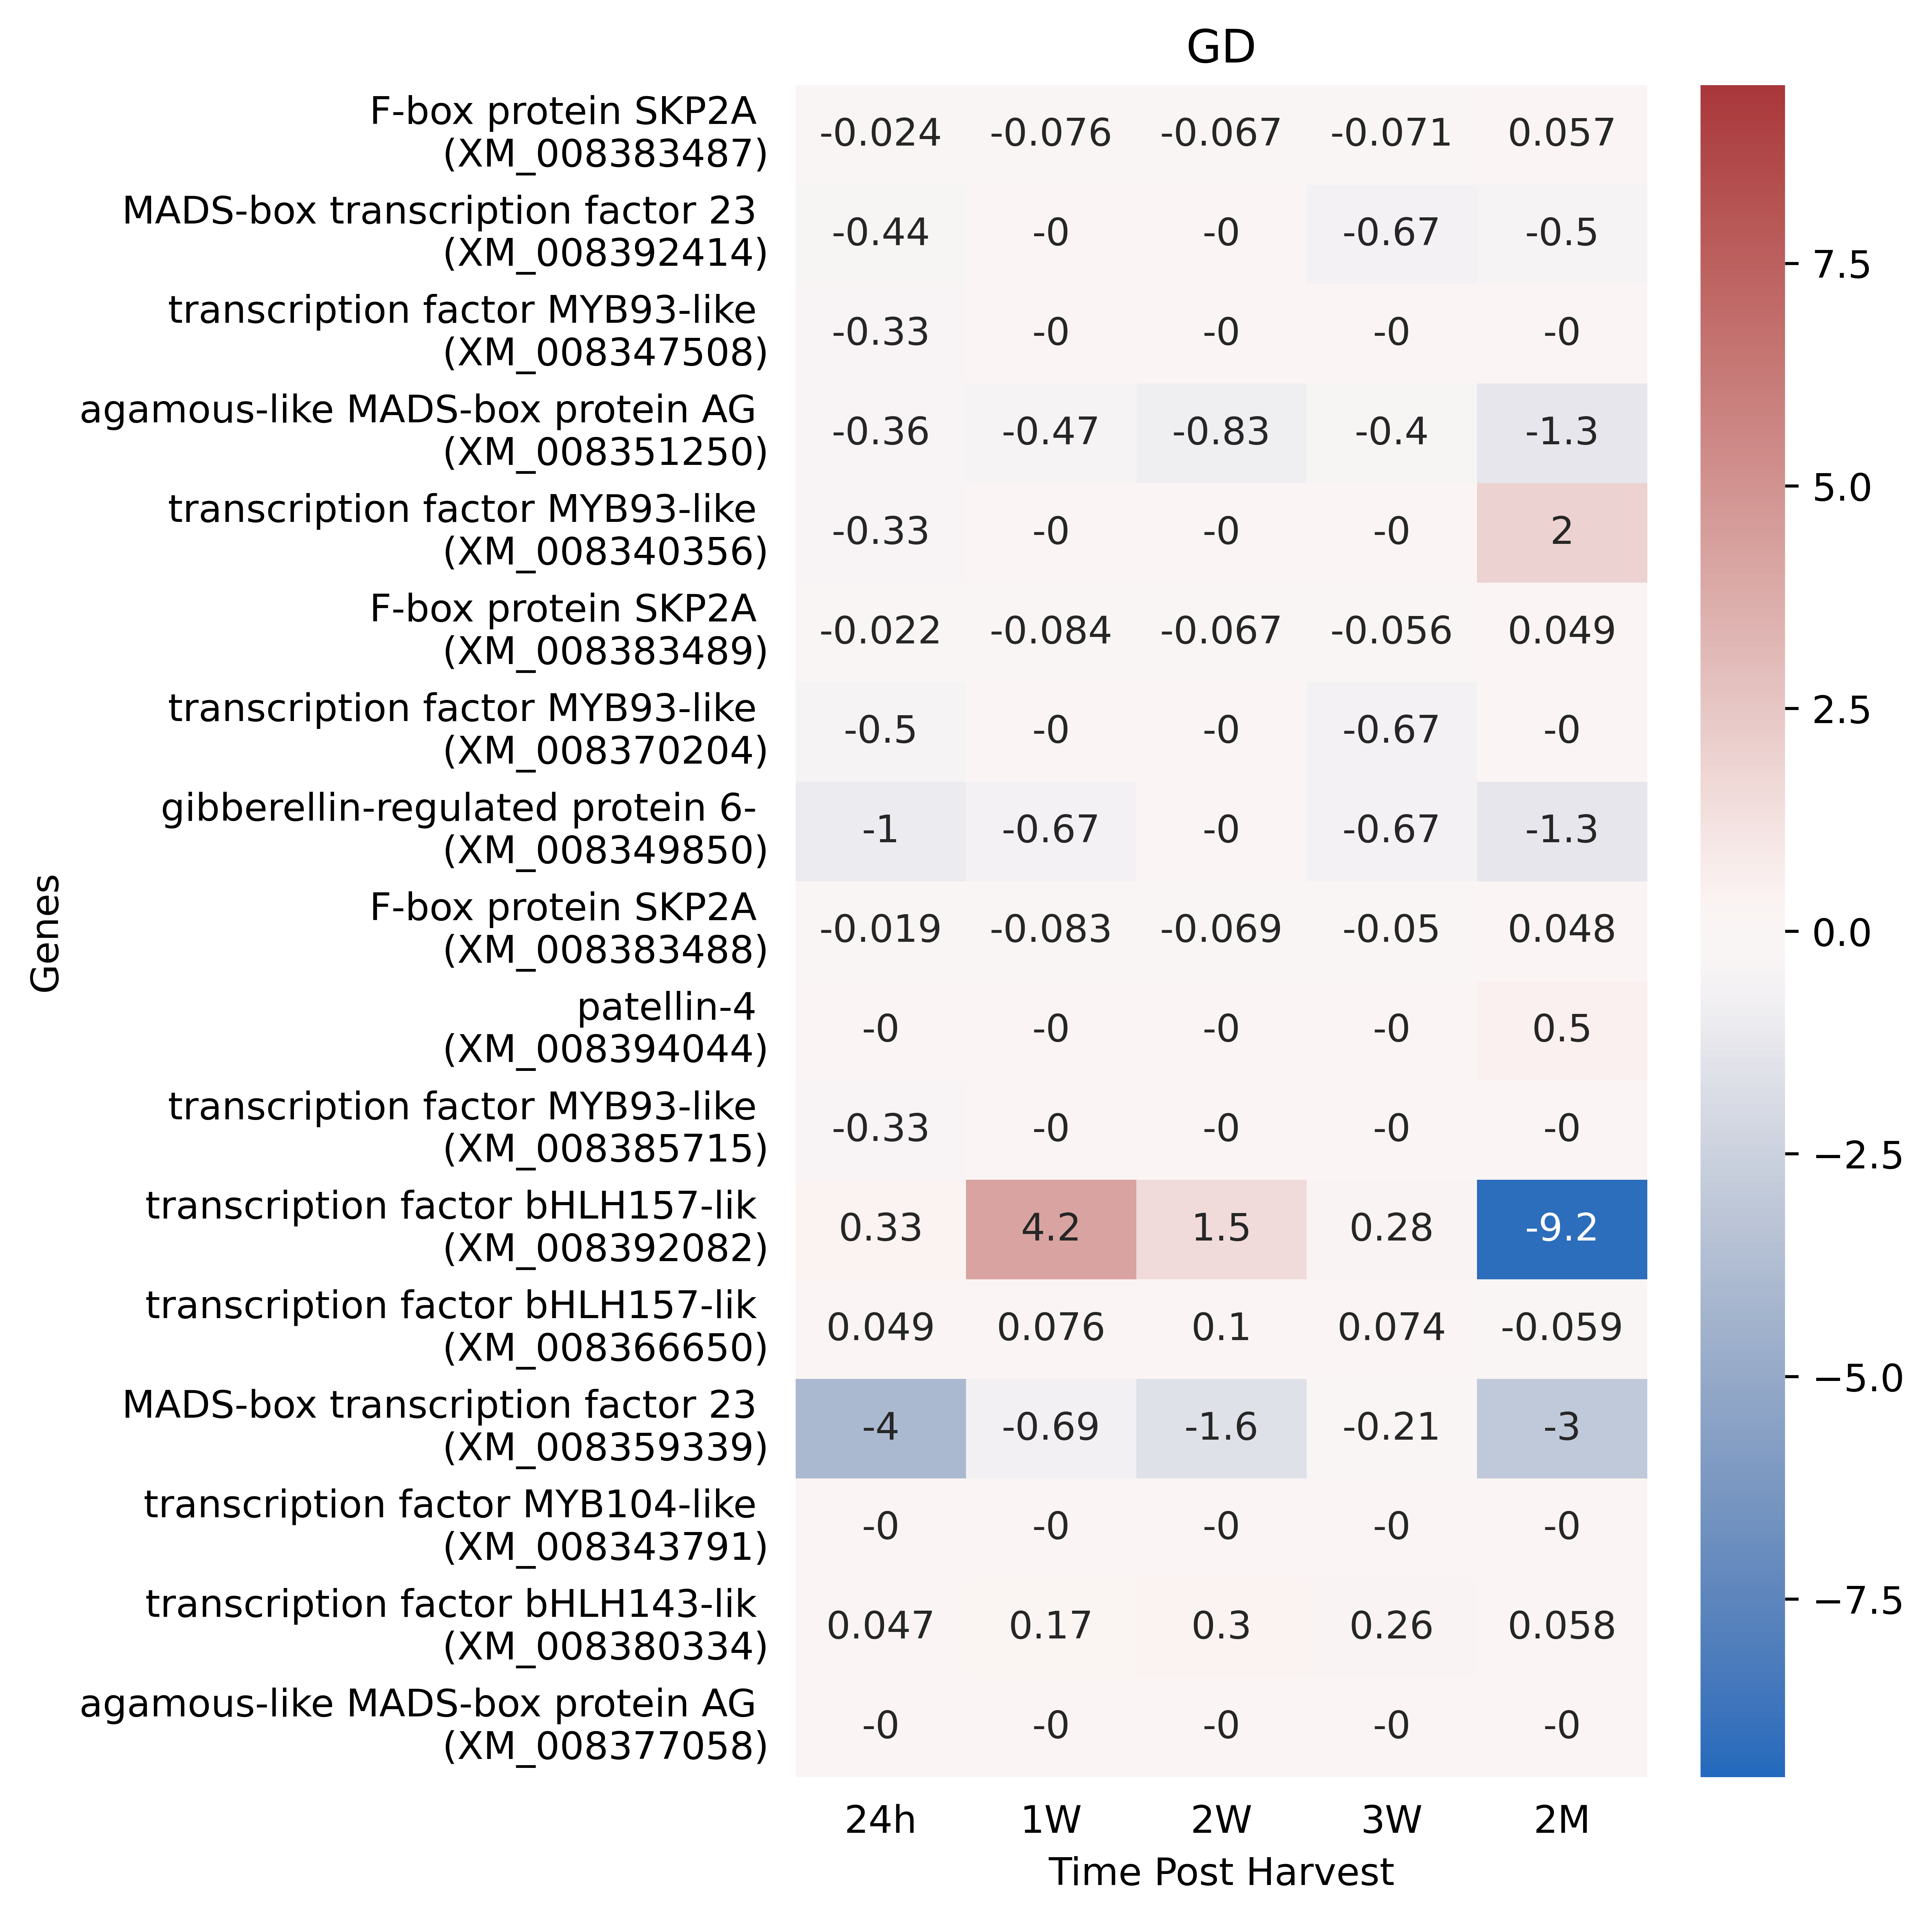 GD
F-box protein SKP2A
(XM_008383487)
-0.024 -0.076 -0.067 -0.071 0.057
MADS-box transcription factor 23
(XM_008392414)
-0.44 -0 -0 -0.67 -0.5
transcription factor MYB93-like
(XM_008347508)
-0.33 -0 -0 -0 -0
agamous-like MADS-box protein AG
(XM_008351250)
-0.36 -0.47 -0.83 -0.4 -1.3
transcription factor MYB93-like
(XM_008340356)
-0.33 -0 -0 -0 2
F-box protein SKP2A
(XM_008383489)
-0.022 -0.084 -0.067 -0.056 0.049
transcription factor MYB93-like
(XM_008370204)
-0.5 -0 -0 -0.67 -0
gibberellin-regulated protein 6-
(XM_008349850)
-1 -0.67 -0 -0.67 -1.3
F-box protein SKP2A
(XM_008383488)
-0.019 -0.083 -0.069 -0.05 0.048
patellin-4
(XM_008394044)
-0 -0 -0 -0 0.5
transcription factor MYB93-like
(XM_008385715)
-0.33 -0 -0 -0 -0
transcription factor bHLH157-lik
(XM_008392082)
0.33 4.2 1.5 0.28 -9.2
transcription factor bHLH157-lik
(XM_008366650)
0.049 0.076 0.1 0.074 -0.059
MADS-box transcription factor 23
(XM_008359339)
-4 -0.69 -1.6 -0.21 -3
transcription factor MYB104-like
(XM_008343791)
-0 -0 -0 -0 -0
transcription factor bHLH143-lik
(XM_008380334)
0.047 0.17 0.3 0.26 0.058
agamous-like MADS-box protein AG
(XM_008377058)
-0 -0 -0 -0 -0
Genes
24h 1W 2W 3W 2M
Time Post Harvest
7.5
5.0
2.5
0.0
−2.5
−5.0
−7.5